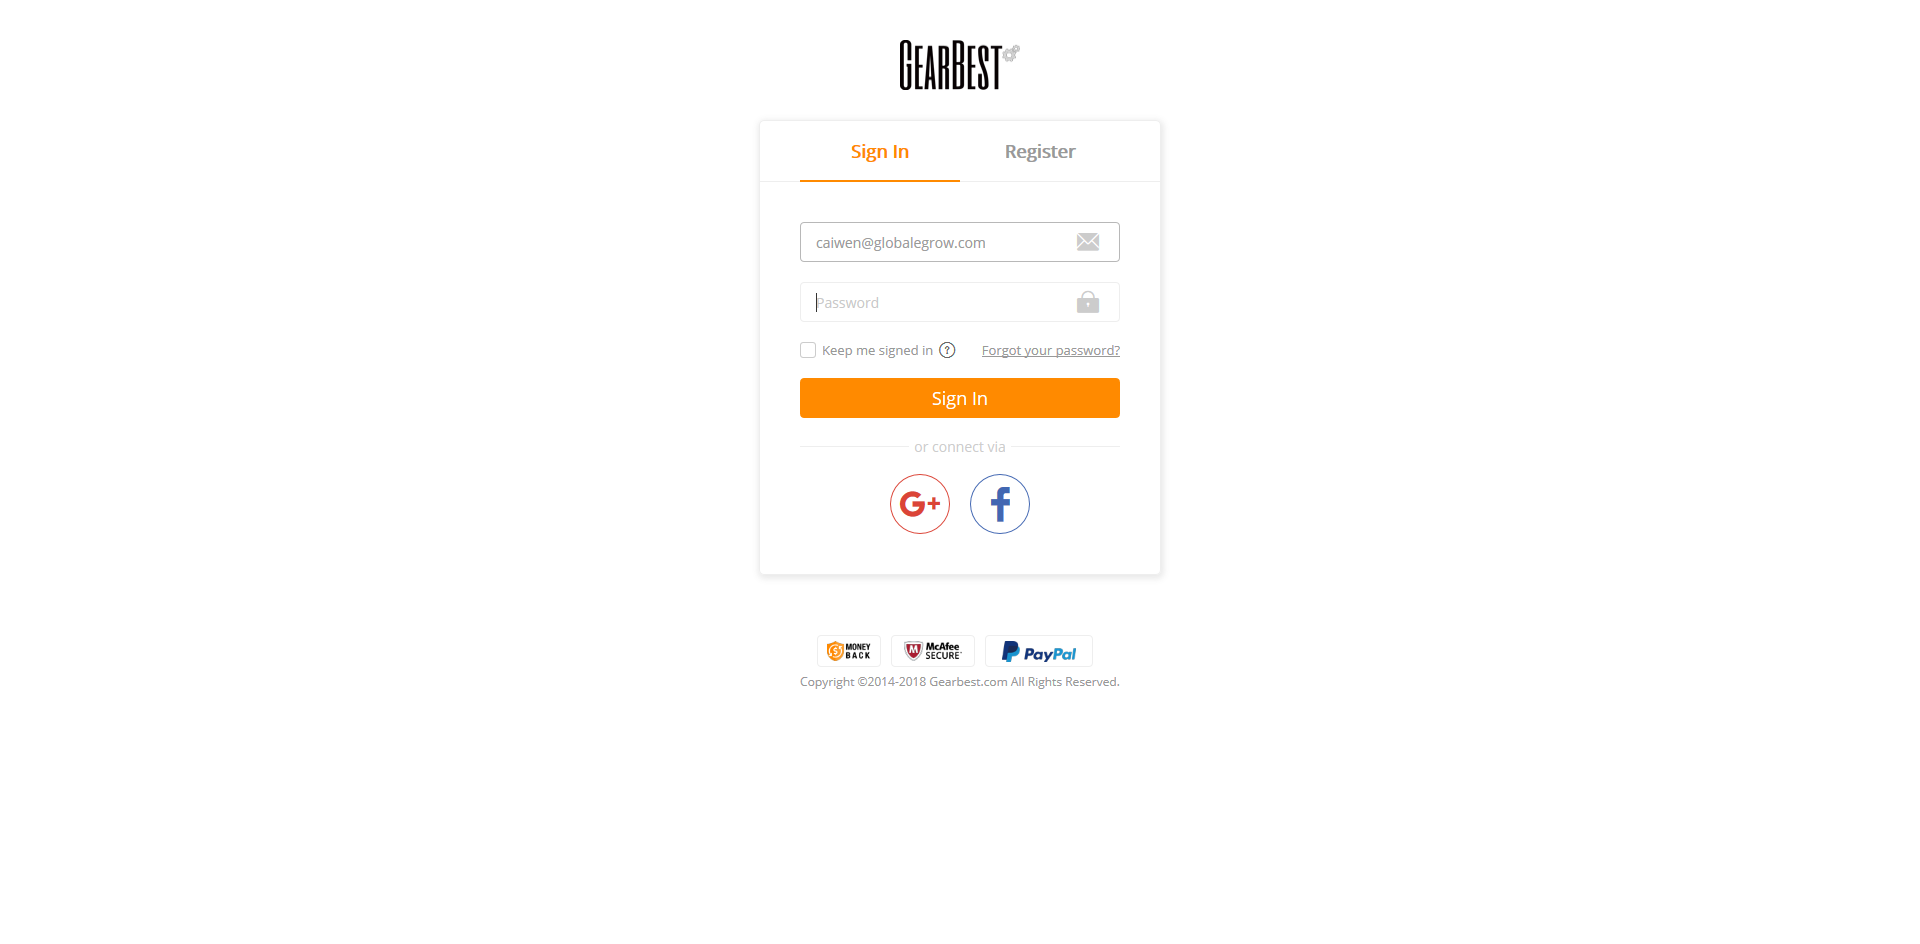 GEARBEST
Sign In Register
caiwen@globalegrow.com
Password
Keep me signed in ? Forgot your password?
Sign In
or connect via
G+ f
MONEY BACK McAfee SECURE PayPal
Copyright ©2014-2018 Gearbest.com All Rights Reserved.